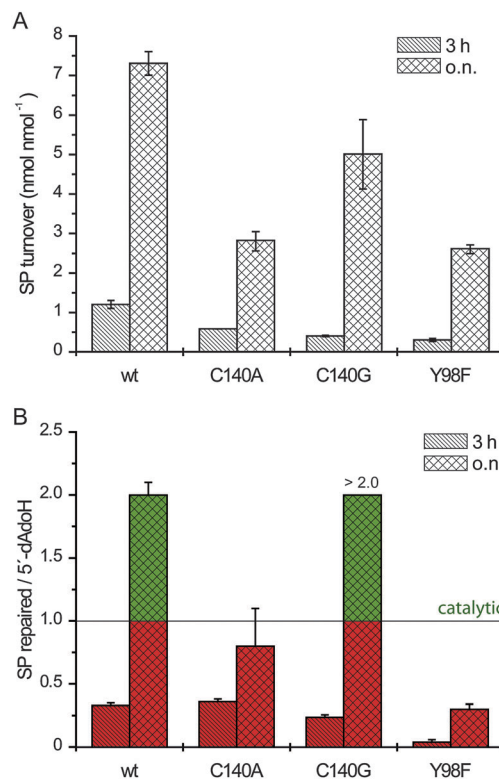 A
3 h
o.n.
SP turnover (nmol nmol⁻¹)
8
7
6
5
4
3
2
1
0
wt C140A C140G Y98F
B
3 h
o.n.
SP repaired / 5´-dAdoH
2.5
2.0
1.5
1.0
0.5
0
> 2.0
catalytic
wt C140A C140G Y98F